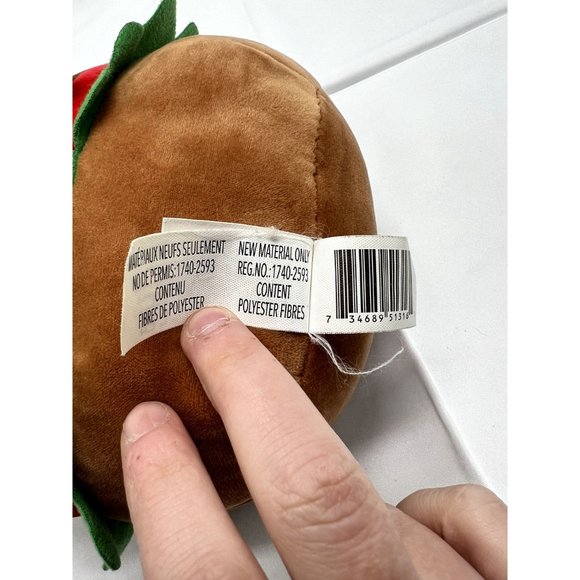 MATÉRIAUX NEUFS SEULEMENT
NO DE PERMIS:1740-2593
CONTENU
FIBRES DE POLYESTER
NEW MATERIAL ONLY
REG.NO.:1740-2593
CONTENT
POLYESTER FIBRES
7 34689 51316